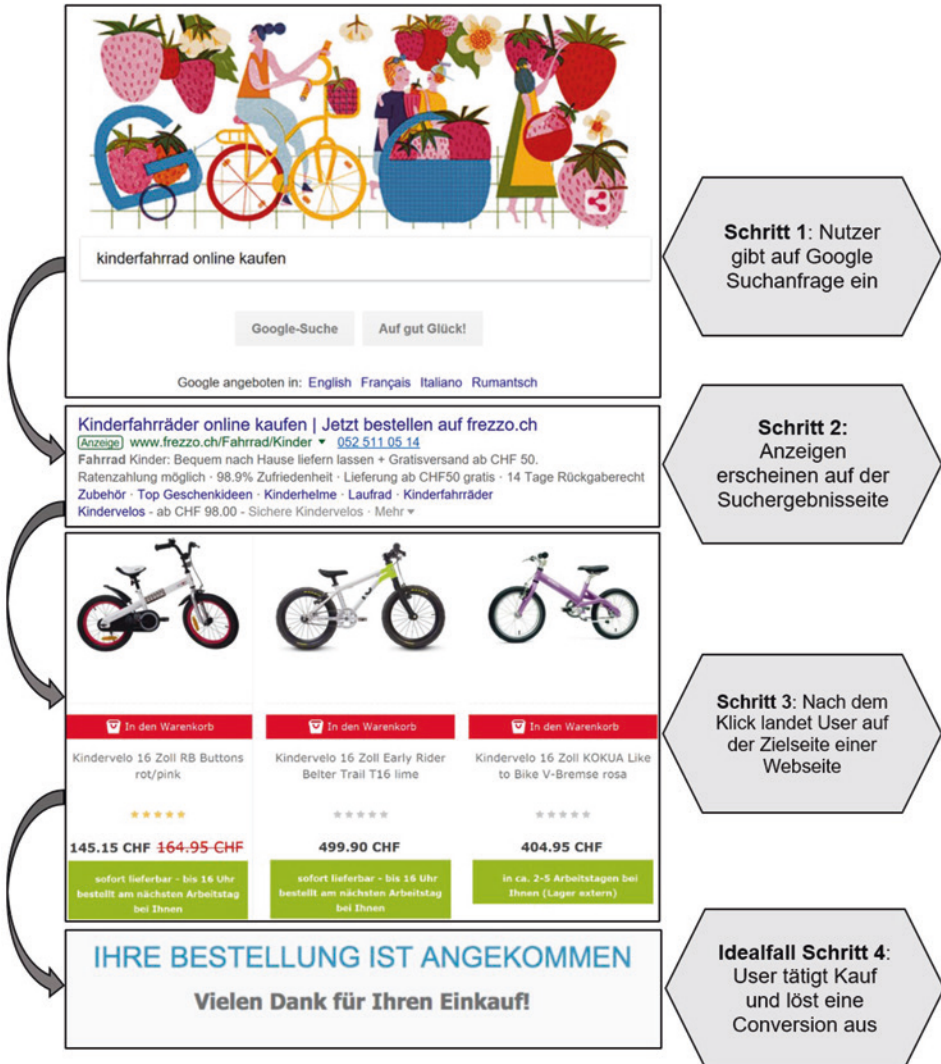 kinderfahrrad online kaufen
Google-Suche
Auf gut Glück!
Google angeboten in: English Français Italiano Rumantsch
Schritt 1: Nutzer
gibt auf Google
Suchanfrage ein
Kinderfahrräder online kaufen | Jetzt bestellen auf frezzo.ch
Anzeige www.frezzo.ch/Fahrrad/Kinder ▼ 052 511 05 14
Fahrrad Kinder: Bequem nach Hause liefern lassen + Gratisversand ab CHF 50.
Ratenzahlung möglich · 98.9% Zufriedenheit · Lieferung ab CHF50 gratis · 14 Tage Rückgaberecht
Zubehör · Top Geschenkideen · Kinderhelme · Laufrad · Kinderfahrräder
Kindervelos - ab CHF 98.00 - Sichere Kindervelos · Mehr ▼
Schritt 2:
Anzeigen
erscheinen auf der
Suchergebnisseite
In den Warenkorb
Kindervelo 16 Zoll RB Buttons
rot/pink
145.15 CHF 164.95 CHF
sofort lieferbar - bis 16 Uhr
bestellt am nächsten Arbeitstag
bei Ihnen
In den Warenkorb
Kindervelo 16 Zoll Early Rider
Belter Trail T16 lime
499.90 CHF
sofort lieferbar - bis 16 Uhr
bestellt am nächsten Arbeitstag
bei Ihnen
In den Warenkorb
Kindervelo 16 Zoll KOKUA Like
to Bike V-Bremse rosa
404.95 CHF
in ca. 2-5 Arbeitstagen bei
Ihnen (Lager extern)
Schritt 3: Nach dem
Klick landet User auf
der Zielseite einer
Webseite
IHRE BESTELLUNG IST ANGEKOMMEN
Vielen Dank für Ihren Einkauf!
Idealfall Schritt 4:
User tätigt Kauf
und löst eine
Conversion aus